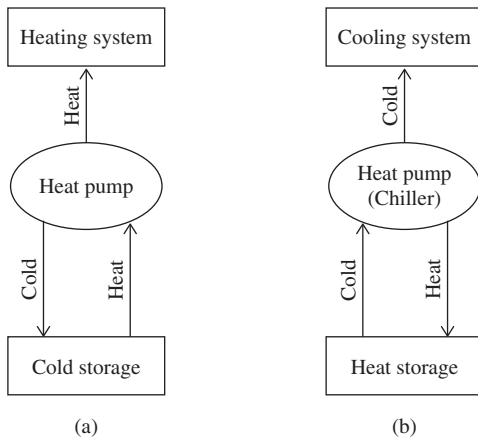 Heating system
Heat
Heat pump
Cold
Heat
Cold storage
(a)
Cooling system
Cold
Heat pump
(Chiller)
Cold
Heat
Heat storage
(b)